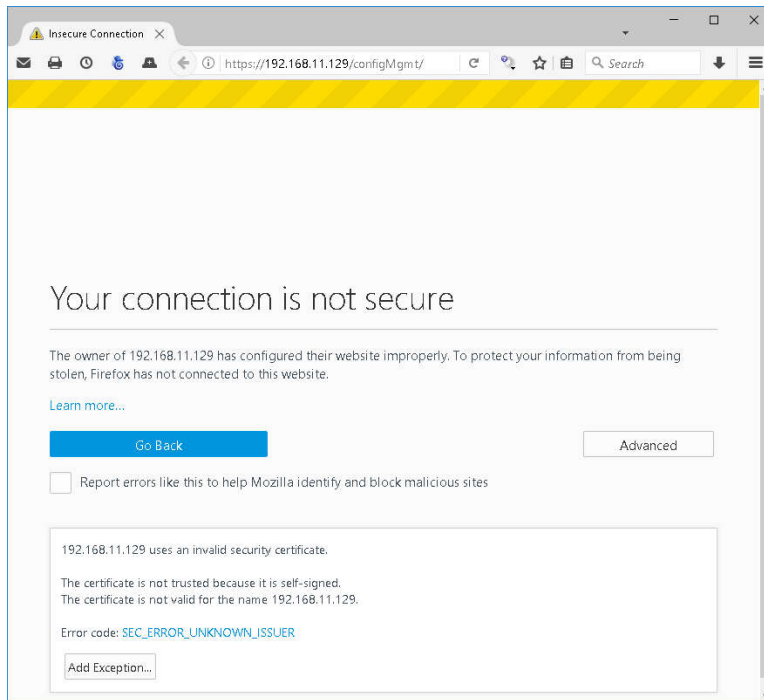 Insecure Connection
https://192.168.11.129/configMgmt/
Search
Your connection is not secure
The owner of 192.168.11.129 has configured their website improperly. To protect your information from being
stolen, Firefox has not connected to this website.
Learn more...
Go Back
Advanced
Report errors like this to help Mozilla identify and block malicious sites
192.168.11.129 uses an invalid security certificate.
The certificate is not trusted because it is self-signed.
The certificate is not valid for the name 192.168.11.129.
Error code: SEC_ERROR_UNKNOWN_ISSUER
Add Exception...